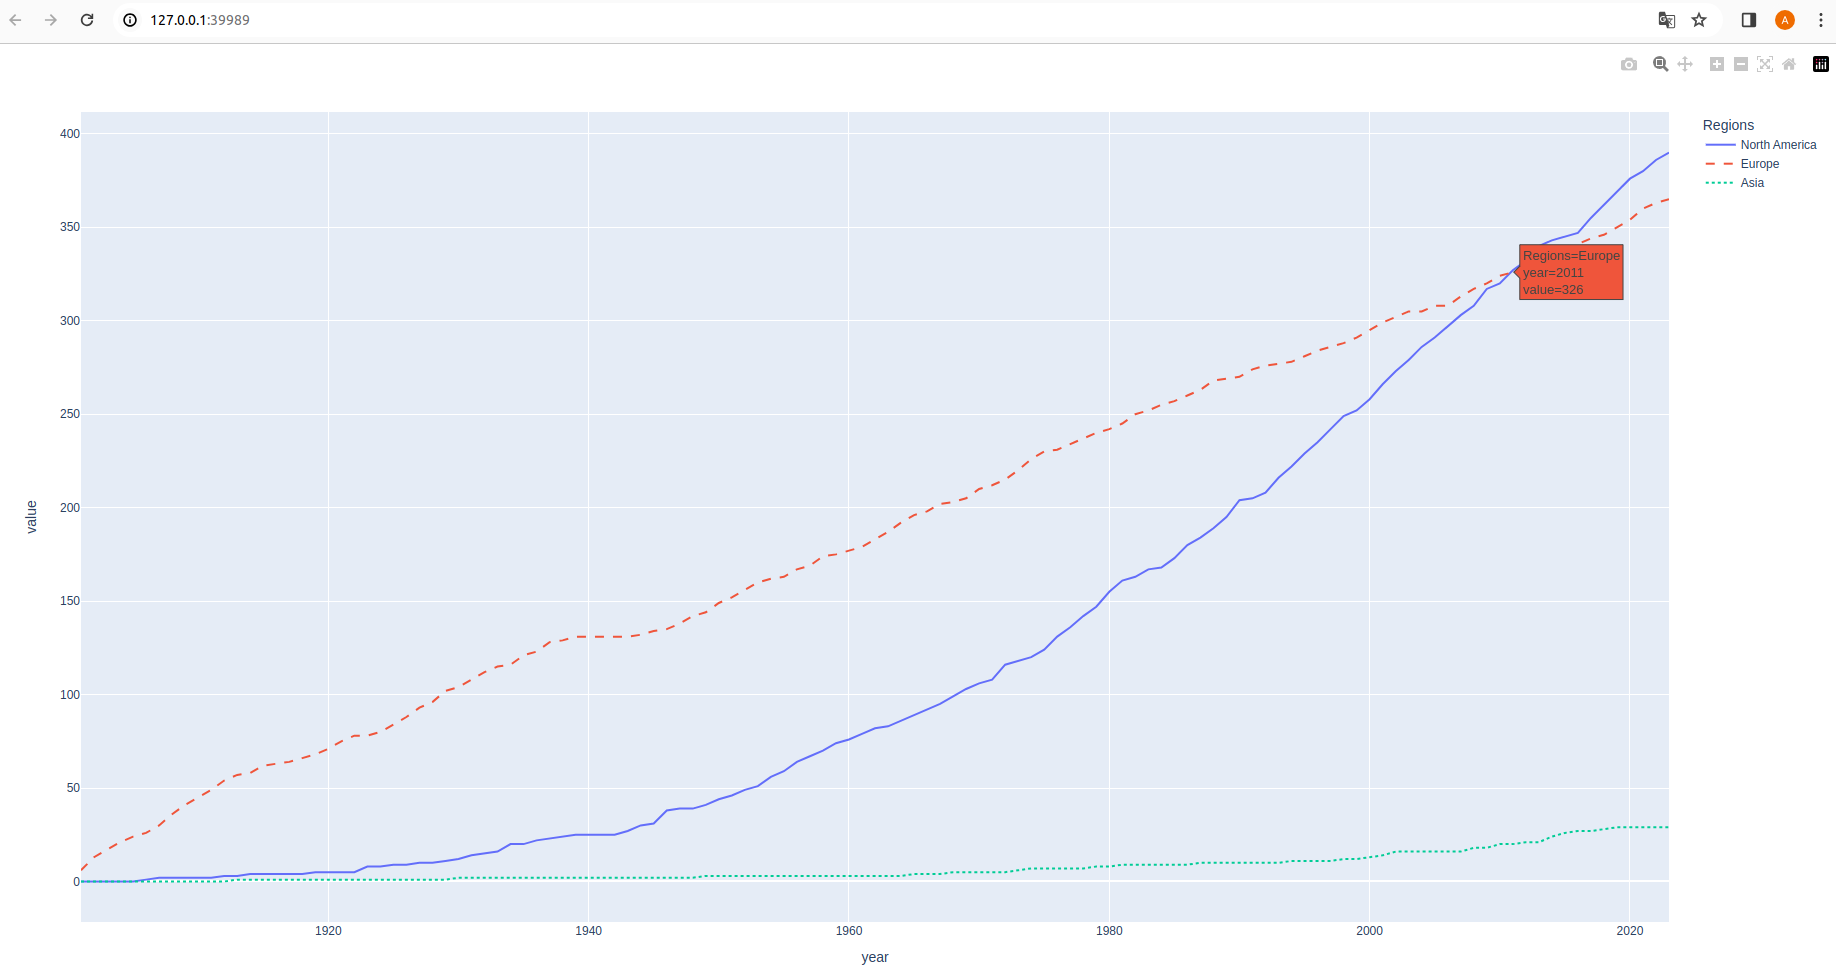 127.0.0.1:39989
A
Regions
North America
Europe
Asia
400
350
300
250
200
150
100
50
0
value
Regions=Europe
year=2011
value=326
1920
1940
1960
1980
2000
2020
year